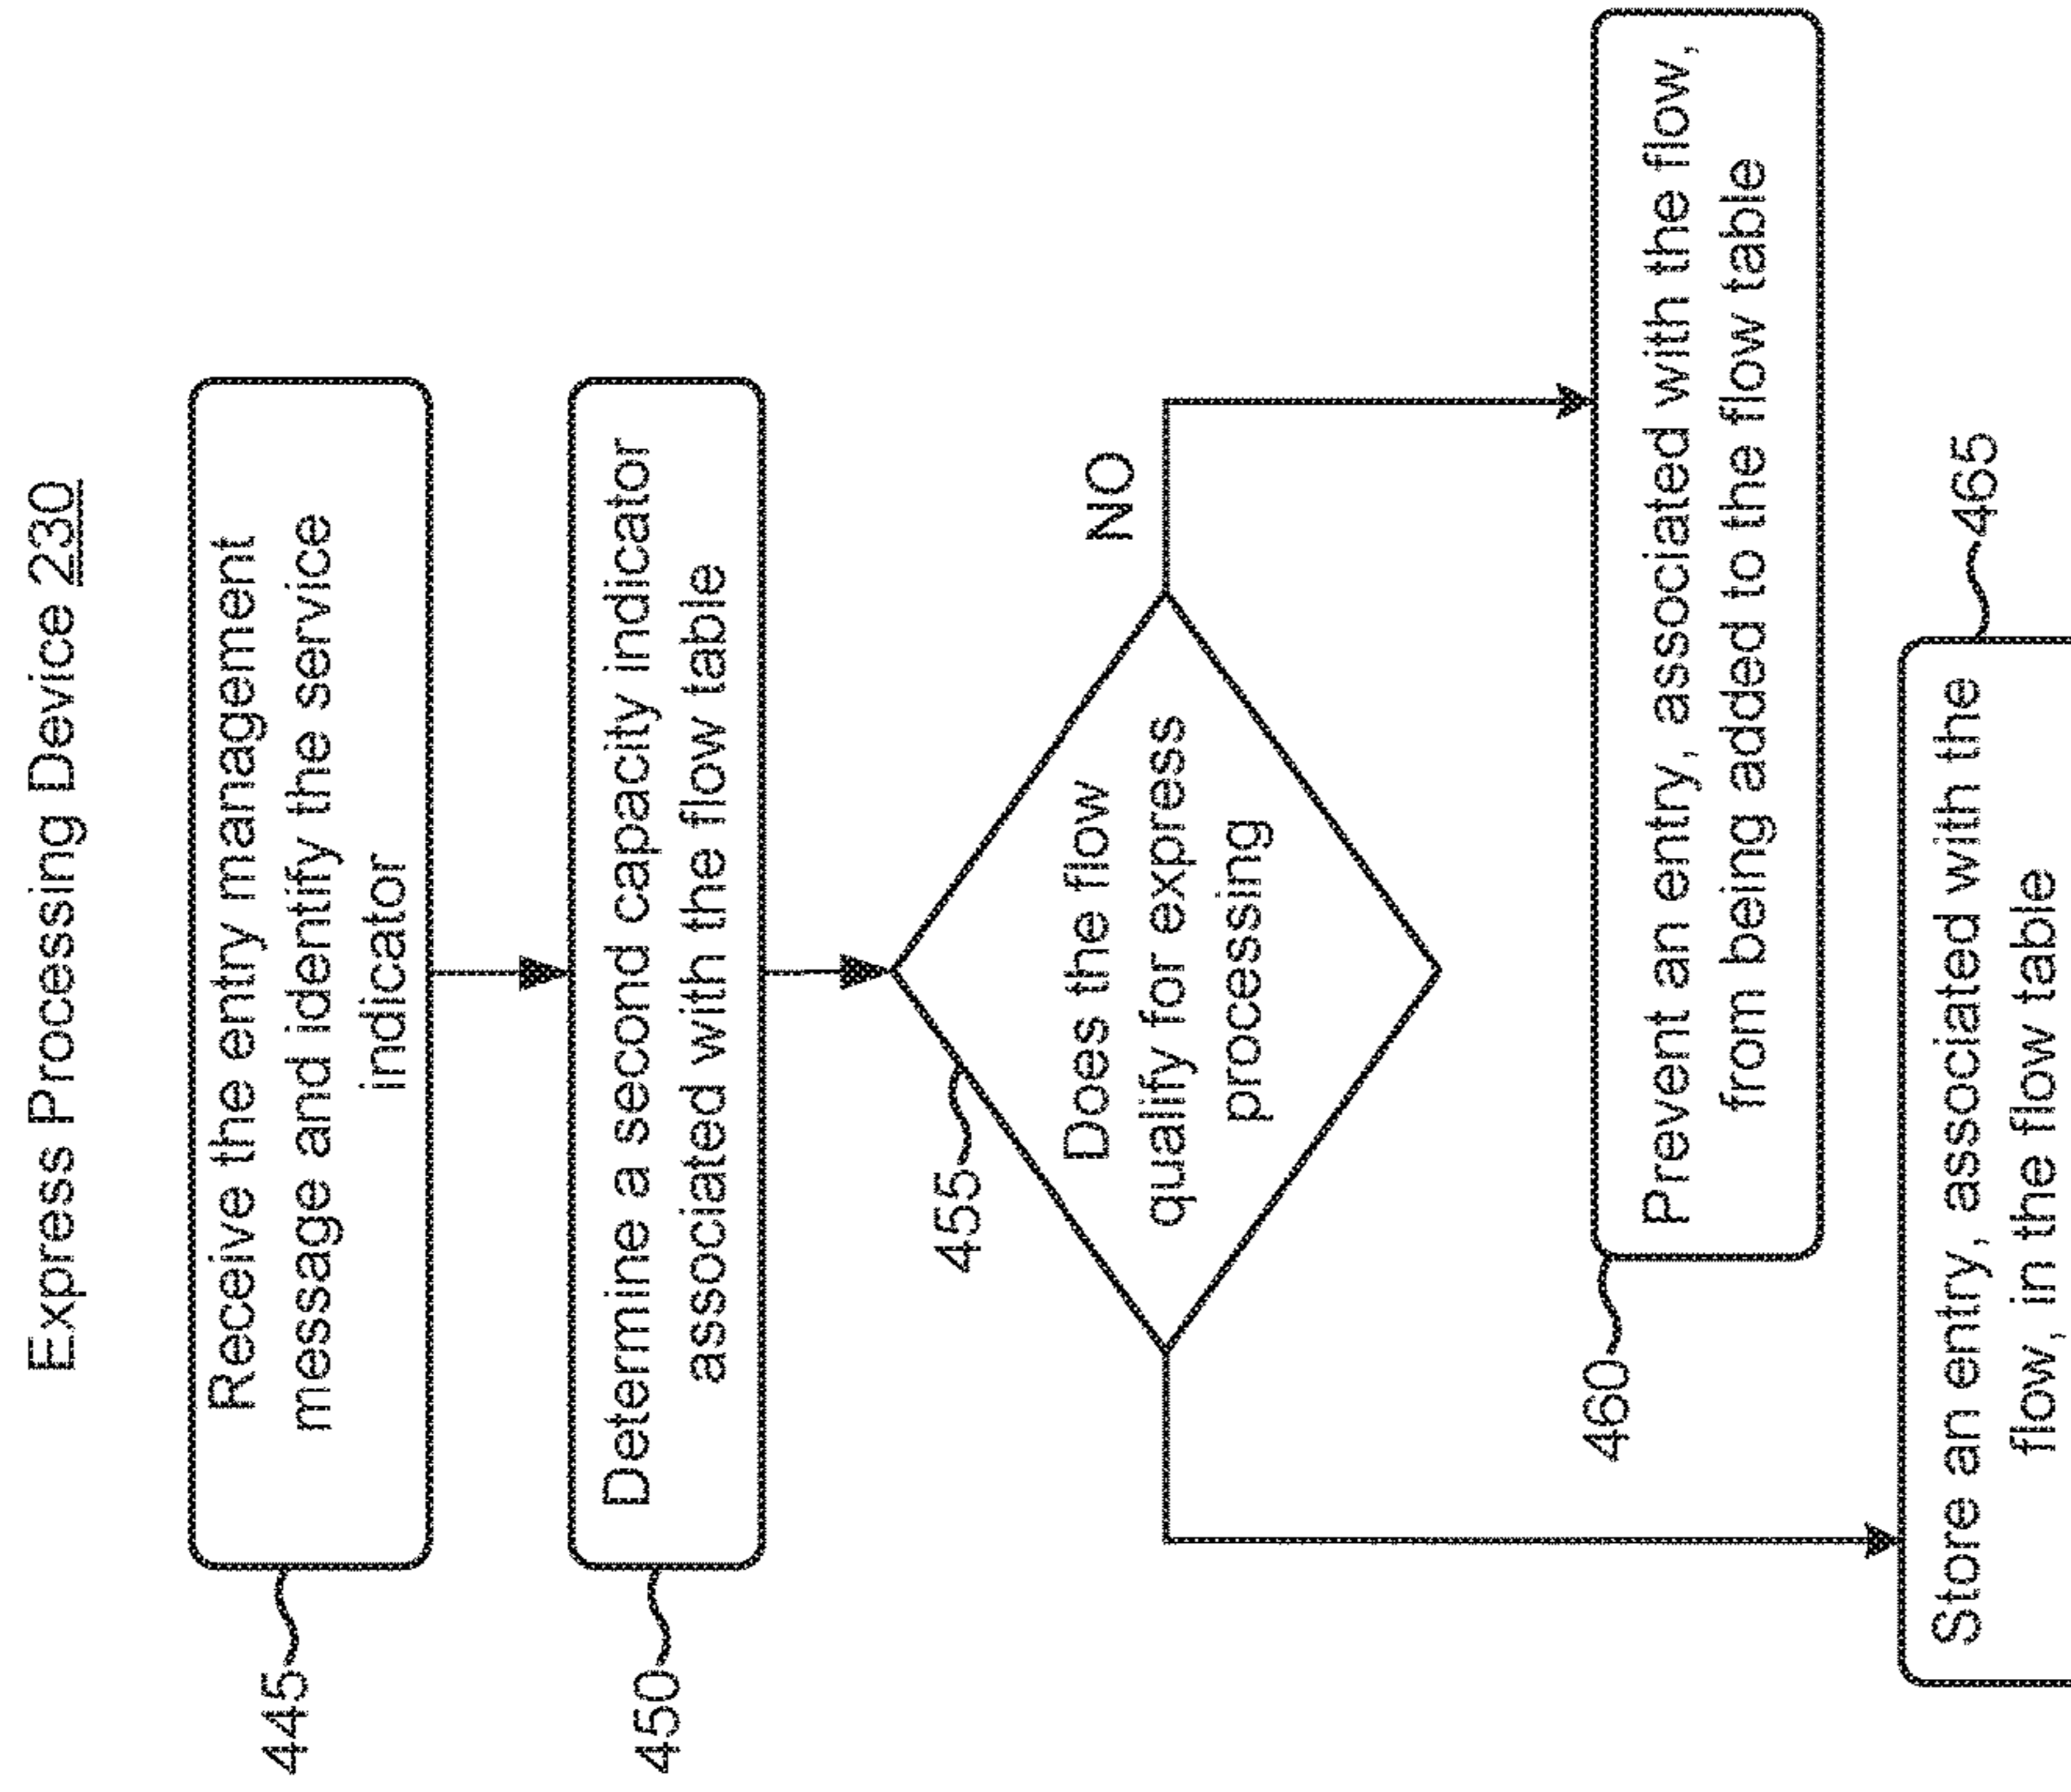 Express Processing Device 230
445
Receive the entry management
message and identify the service
indicator
450
Determine a second capacity indicator
associated with the flow table
455
Does the flow
qualify for express
processing
NO
460
Prevent an entry, associated with the flow,
from being added to the flow table
465
Store an entry, associated with the
flow, in the flow table